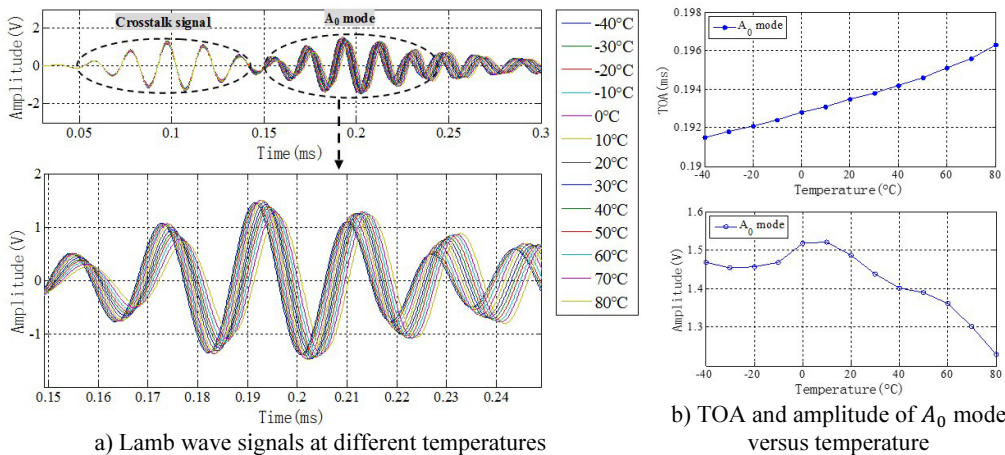 Crosstalk signal
A₀ mode
Amplitude(V)
2
0
-2
0.05
0.1
0.15
0.2
0.25
0.3
Time(ms)
Amplitude(V)
2
1
0
-1
0.15
0.16
0.17
0.18
0.19
0.2
0.21
0.22
0.23
0.24
Time(ms)
-40°C
-30°C
-20°C
-10°C
0°C
10°C
20°C
30°C
40°C
50°C
60°C
70°C
80°C
a) Lamb wave signals at different temperatures
A₀ mode
TOA(ms)
0.198
0.196
0.194
0.192
0.19
-40
-20
0
20
40
60
80
Temperature(°C)
A₀ mode
Amplitude(V)
1.6
1.5
1.4
1.3
-40
-20
0
20
40
60
80
Temperature(°C)
b) TOA and amplitude of A₀ mode
versus temperature